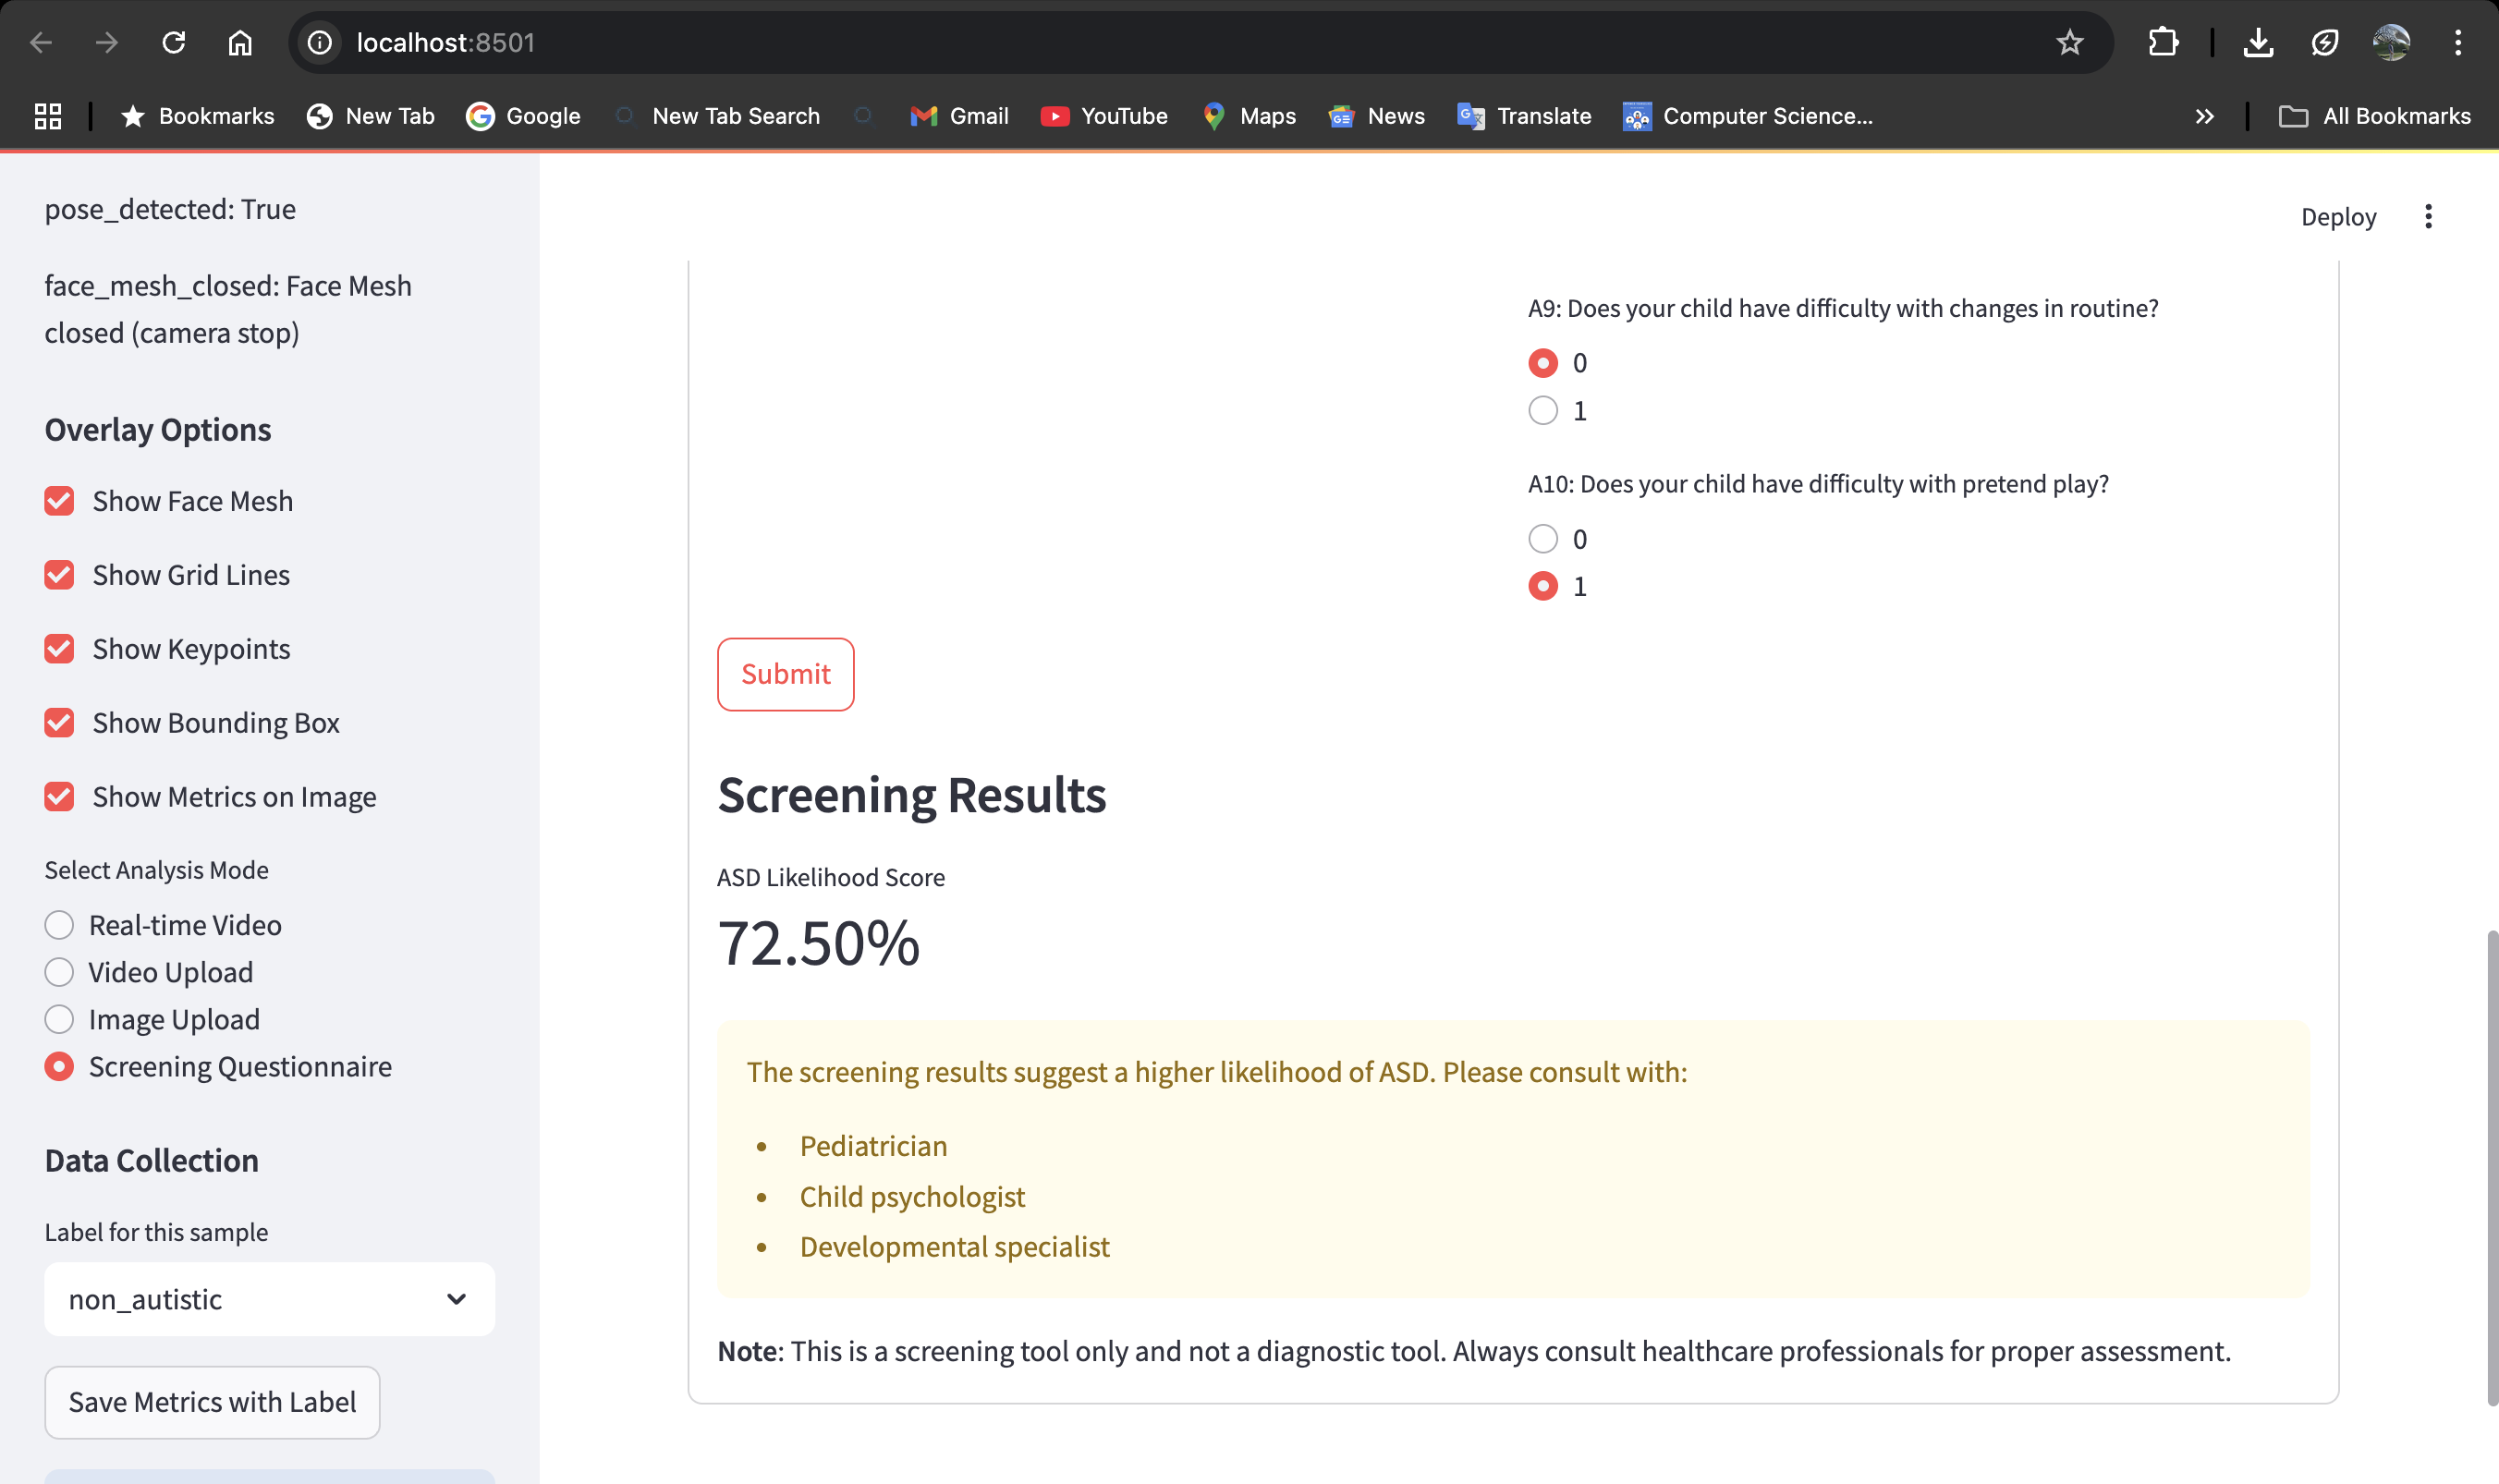 localhost:8501
Bookmarks
New Tab
Google
New Tab Search
Gmail
YouTube
Maps
News
Translate
Computer Science...
All Bookmarks
pose_detected: True
face_mesh_closed: Face Mesh
closed (camera stop)
Overlay Options
Show Face Mesh
Show Grid Lines
Show Keypoints
Show Bounding Box
Show Metrics on Image
Select Analysis Mode
Real-time Video
Video Upload
Image Upload
Screening Questionnaire
Data Collection
Label for this sample
non_autistic
Save Metrics with Label
Deploy
A9: Does your child have difficulty with changes in routine?
0
1
A10: Does your child have difficulty with pretend play?
0
1
Submit
Screening Results
ASD Likelihood Score
72.50%
The screening results suggest a higher likelihood of ASD. Please consult with:
• Pediatrician
• Child psychologist
• Developmental specialist
Note: This is a screening tool only and not a diagnostic tool. Always consult healthcare professionals for proper assessment.